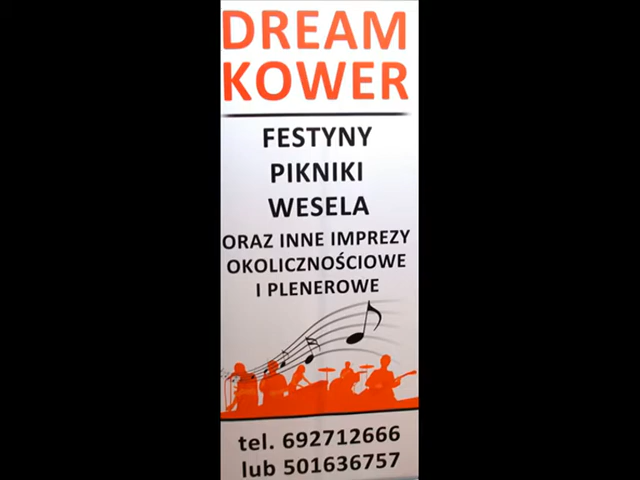 DREAM
KOWER
FESTYNY
PIKNIKI
WESELA
ORAZ INNE IMPREZY
OKOLICZNOŚCIOWE
I PLENEROWE
tel. 692712666
lub 501636757